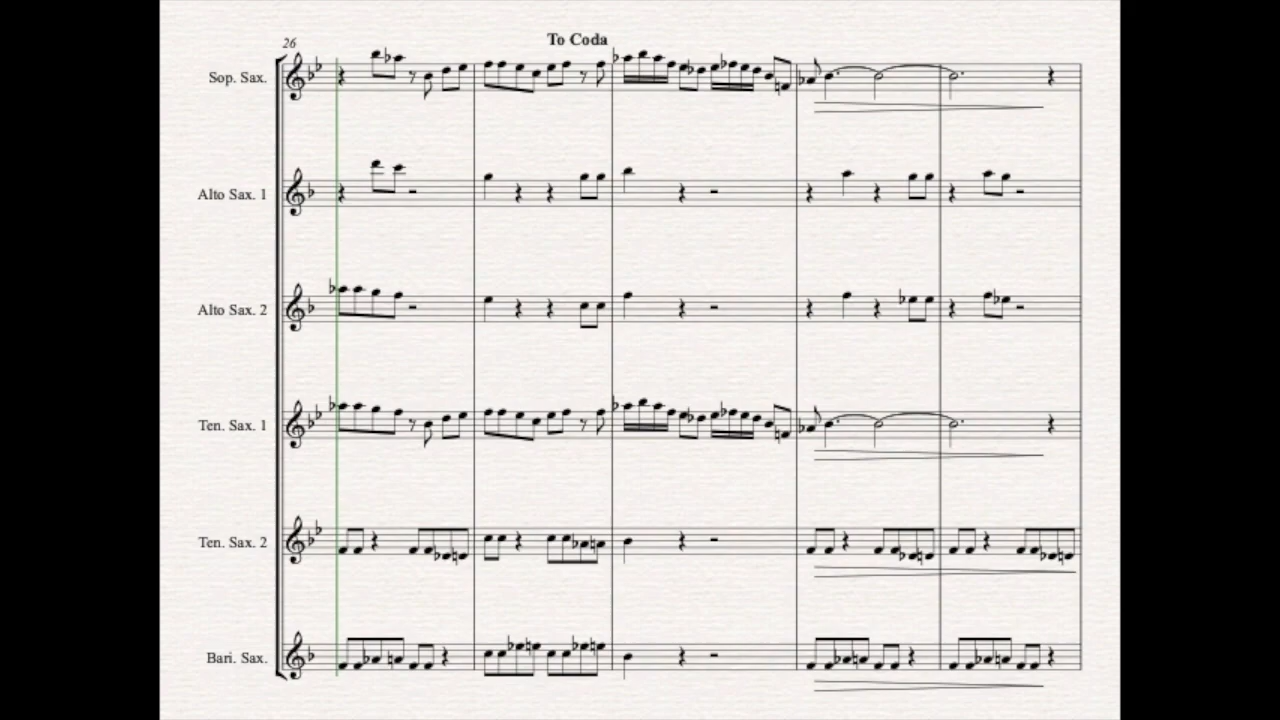 To Coda
26
Sop. Sax.
Alto Sax. 1
Alto Sax. 2
Ten. Sax. 1
Ten. Sax. 2
Bari. Sax.